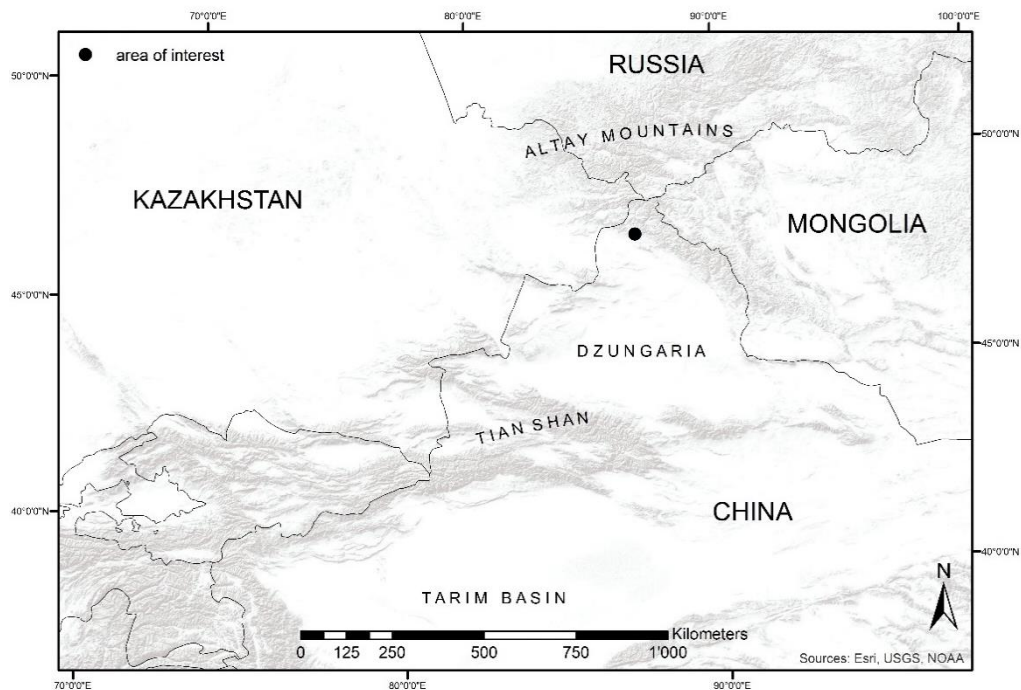 70°0'0"E 80°0'0"E 90°0'0"E 100°0'0"E
area of interest
RUSSIA
50°0'0"N
ALTAY MOUNTAINS
50°0'0"N
KAZAKHSTAN
MONGOLIA
45°0'0"N
DZUNGARIA
45°0'0"N
TIAN SHAN
40°0'0"N
CHINA
40°0'0"N
N
TARIM BASIN
Kilometers
0 125 250 500 750 1'000
Sources: Esri, USGS, NOAA
70°0'0"E 80°0'0"E 90°0'0"E